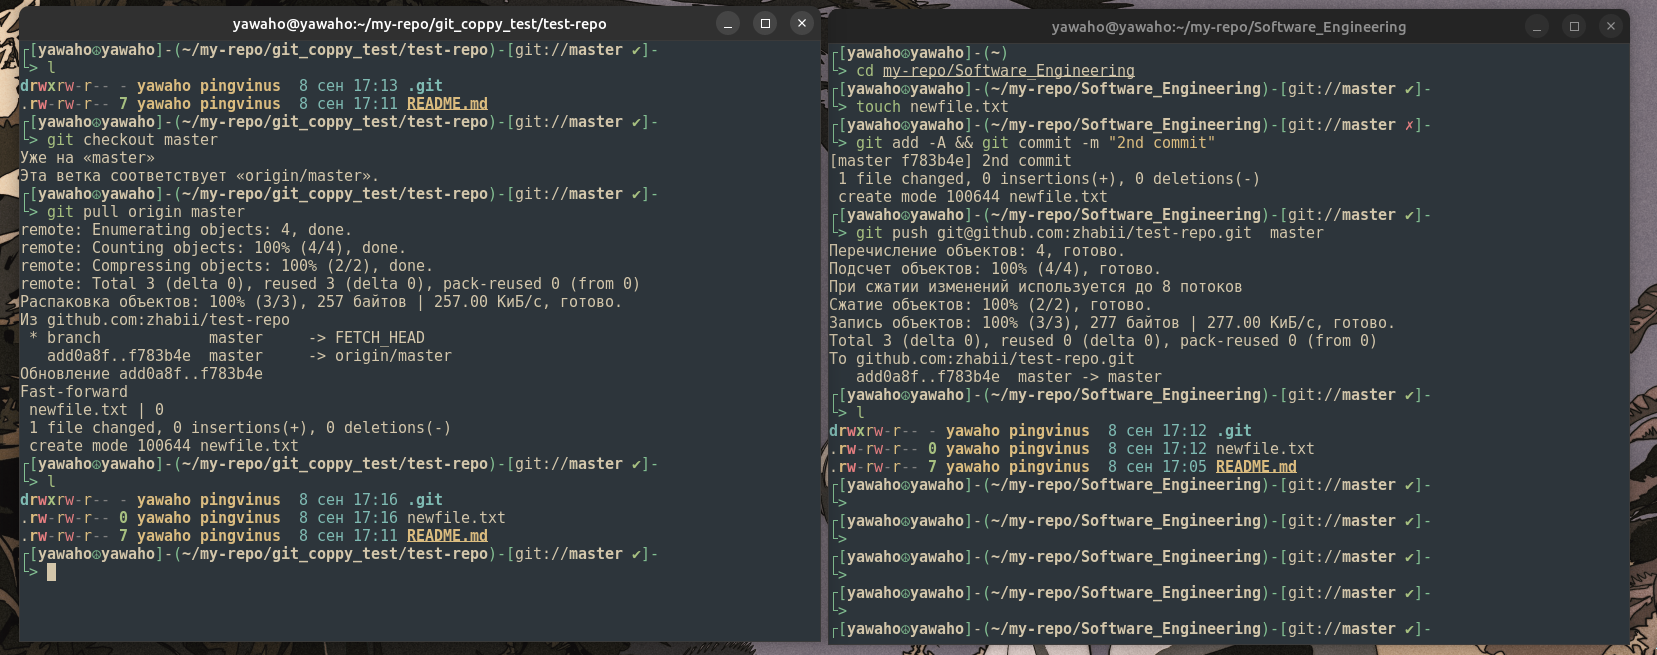 yawaho@yawaho:~/my-repo/git_coppy_test/test-repo
┌[yawaho☮yawaho]-(~/my-repo/git_coppy_test/test-repo)-[git://master ✔]-
└> l
drwxrw-r-- - yawaho pingvinus  8 сен 17:13 .git
.rw-rw-r-- 7 yawaho pingvinus  8 сен 17:11 README.md
┌[yawaho☮yawaho]-(~/my-repo/git_coppy_test/test-repo)-[git://master ✔]-
└> git checkout master
Уже на «master»
Эта ветка соответствует «origin/master».
┌[yawaho☮yawaho]-(~/my-repo/git_coppy_test/test-repo)-[git://master ✔]-
└> git pull origin master
remote: Enumerating objects: 4, done.
remote: Counting objects: 100% (4/4), done.
remote: Compressing objects: 100% (2/2), done.
remote: Total 3 (delta 0), reused 3 (delta 0), pack-reused 0 (from 0)
Распаковка объектов: 100% (3/3), 257 байтов | 257.00 КиБ/с, готово.
Из github.com:zhabii/test-repo
 * branch            master     -> FETCH_HEAD
   add0a8f..f783b4e  master     -> origin/master
Обновление add0a8f..f783b4e
Fast-forward
 newfile.txt | 0
 1 file changed, 0 insertions(+), 0 deletions(-)
 create mode 100644 newfile.txt
┌[yawaho☮yawaho]-(~/my-repo/git_coppy_test/test-repo)-[git://master ✔]-
└> l
drwxrw-r-- - yawaho pingvinus  8 сен 17:16 .git
.rw-rw-r-- 0 yawaho pingvinus  8 сен 17:16 newfile.txt
.rw-rw-r-- 7 yawaho pingvinus  8 сен 17:11 README.md
┌[yawaho☮yawaho]-(~/my-repo/git_coppy_test/test-repo)-[git://master ✔]-
└>
yawaho@yawaho:~/my-repo/Software_Engineering
┌[yawaho☮yawaho]-(~)
└> cd my-repo/Software_Engineering
┌[yawaho☮yawaho]-(~/my-repo/Software_Engineering)-[git://master ✔]-
└> touch newfile.txt
┌[yawaho☮yawaho]-(~/my-repo/Software_Engineering)-[git://master ✗]-
└> git add -A && git commit -m "2nd commit"
[master f783b4e] 2nd commit
 1 file changed, 0 insertions(+), 0 deletions(-)
 create mode 100644 newfile.txt
┌[yawaho☮yawaho]-(~/my-repo/Software_Engineering)-[git://master ✔]-
└> git push git@github.com:zhabii/test-repo.git  master
Перечисление объектов: 4, готово.
Подсчет объектов: 100% (4/4), готово.
При сжатии изменений используется до 8 потоков
Сжатие объектов: 100% (2/2), готово.
Запись объектов: 100% (3/3), 277 байтов | 277.00 КиБ/с, готово.
Total 3 (delta 0), reused 0 (delta 0), pack-reused 0 (from 0)
To github.com:zhabii/test-repo.git
   add0a8f..f783b4e  master -> master
┌[yawaho☮yawaho]-(~/my-repo/Software_Engineering)-[git://master ✔]-
└> l
drwxrw-r-- - yawaho pingvinus  8 сен 17:12 .git
.rw-rw-r-- 0 yawaho pingvinus  8 сен 17:12 newfile.txt
.rw-rw-r-- 7 yawaho pingvinus  8 сен 17:05 README.md
┌[yawaho☮yawaho]-(~/my-repo/Software_Engineering)-[git://master ✔]-
└>
┌[yawaho☮yawaho]-(~/my-repo/Software_Engineering)-[git://master ✔]-
└>
┌[yawaho☮yawaho]-(~/my-repo/Software_Engineering)-[git://master ✔]-
└>
┌[yawaho☮yawaho]-(~/my-repo/Software_Engineering)-[git://master ✔]-
└>
┌[yawaho☮yawaho]-(~/my-repo/Software_Engineering)-[git://master ✔]-